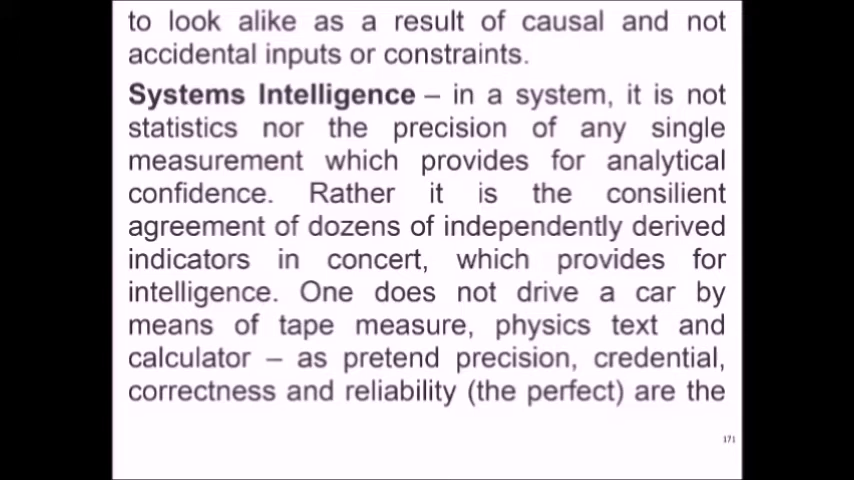 to look alike as a result of causal and not
accidental inputs or constraints.
Systems Intelligence – in a system, it is not
statistics nor the precision of any single
measurement which provides for analytical
confidence. Rather it is the consilient
agreement of dozens of independently derived
indicators in concert, which provides for
intelligence. One does not drive a car by
means of tape measure, physics text and
calculator – as pretend precision, credential,
correctness and reliability (the perfect) are the
171